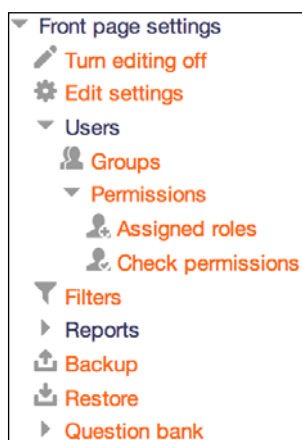 Front page settings
Turn editing off
Edit settings
Users
Groups
Permissions
Assigned roles
Check permissions
Filters
Reports
Backup
Restore
Question bank